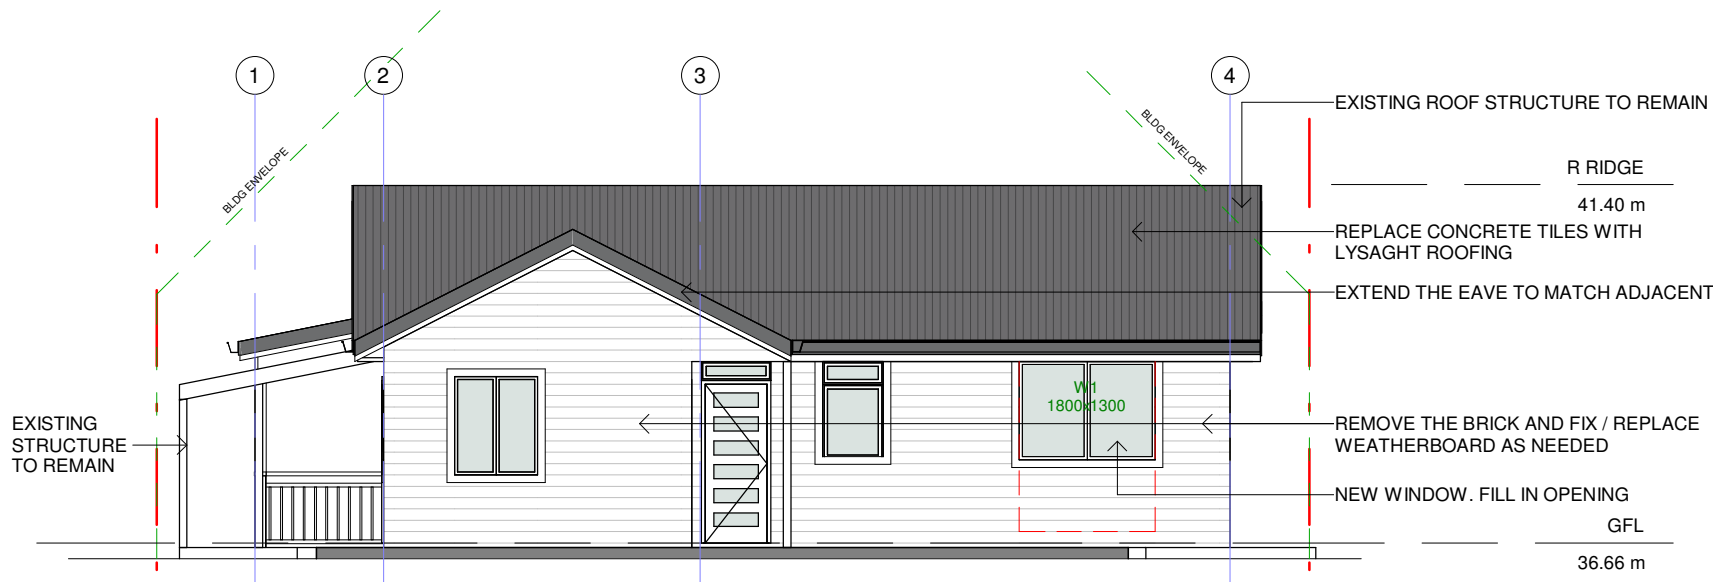 1
2
3
4
BLDG ENVELOPE
BLDG ENVELOPE
EXISTING ROOF STRUCTURE TO REMAIN
R RIDGE
41.40 m
REPLACE CONCRETE TILES WITH
LYSAGHT ROOFING
EXTEND THE EAVE TO MATCH ADJACENT
W1
1800x1300
EXISTING
STRUCTURE
TO REMAIN
REMOVE THE BRICK AND FIX / REPLACE
WEATHERBOARD AS NEEDED
NEW WINDOW. FILL IN OPENING
GFL
36.66 m